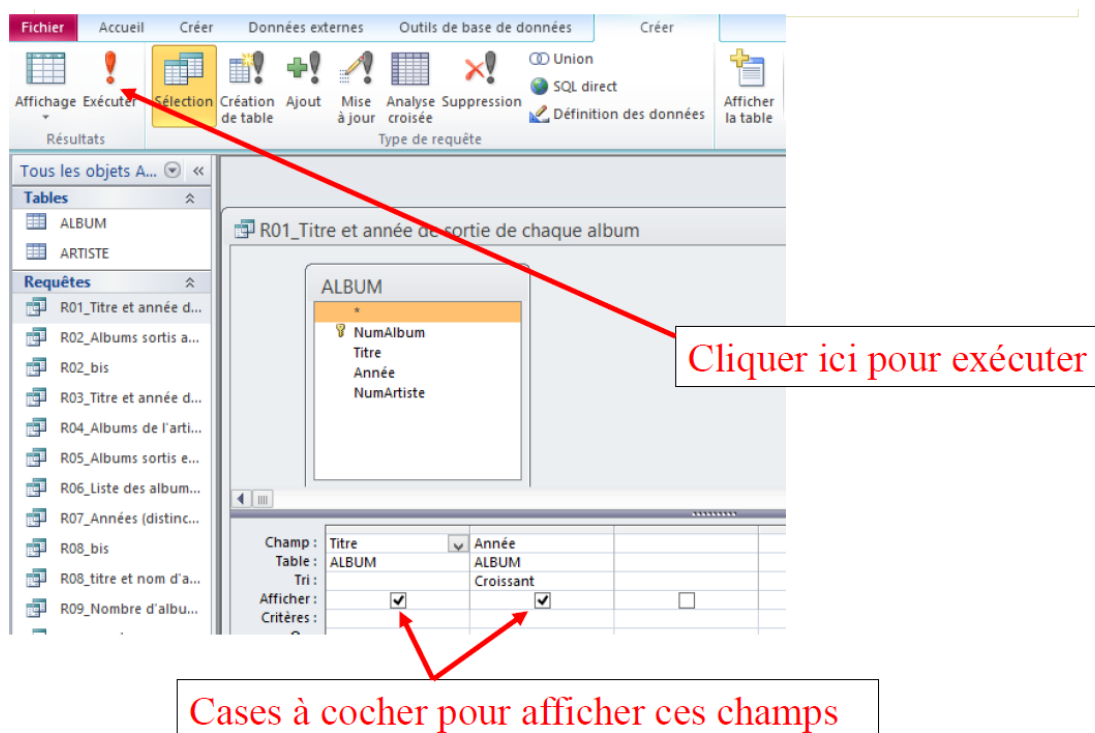 Fichier Accueil Créer Données externes Outils de base de données Créer
Union
SQL direct
Affichage Exécuter Sélection Création de table Ajout Mise à jour Analyse croisée Suppression Définition des données Afficher la table
Résultats Type de requête
Tous les objets A...
Tables
ALBUM
ARTISTE
Requêtes
R01_Titre et année d...
R02_Albums sortis a...
R02_bis
R03_Titre et année d...
R04_Albums de l'arti...
R05_Albums sortis e...
R06_Liste des album...
R07_Années (distinc...
R08_bis
R08_titre et nom d'a...
R09_Nombre d'albu...
R01_Titre et année de sortie de chaque album
ALBUM
*
NumAlbum
Titre
Année
NumArtiste
Cliquer ici pour exécuter
Champ : Titre Année
Table : ALBUM ALBUM
Tri : Croissant
Afficher :
Critères :
Cases à cocher pour afficher ces champs